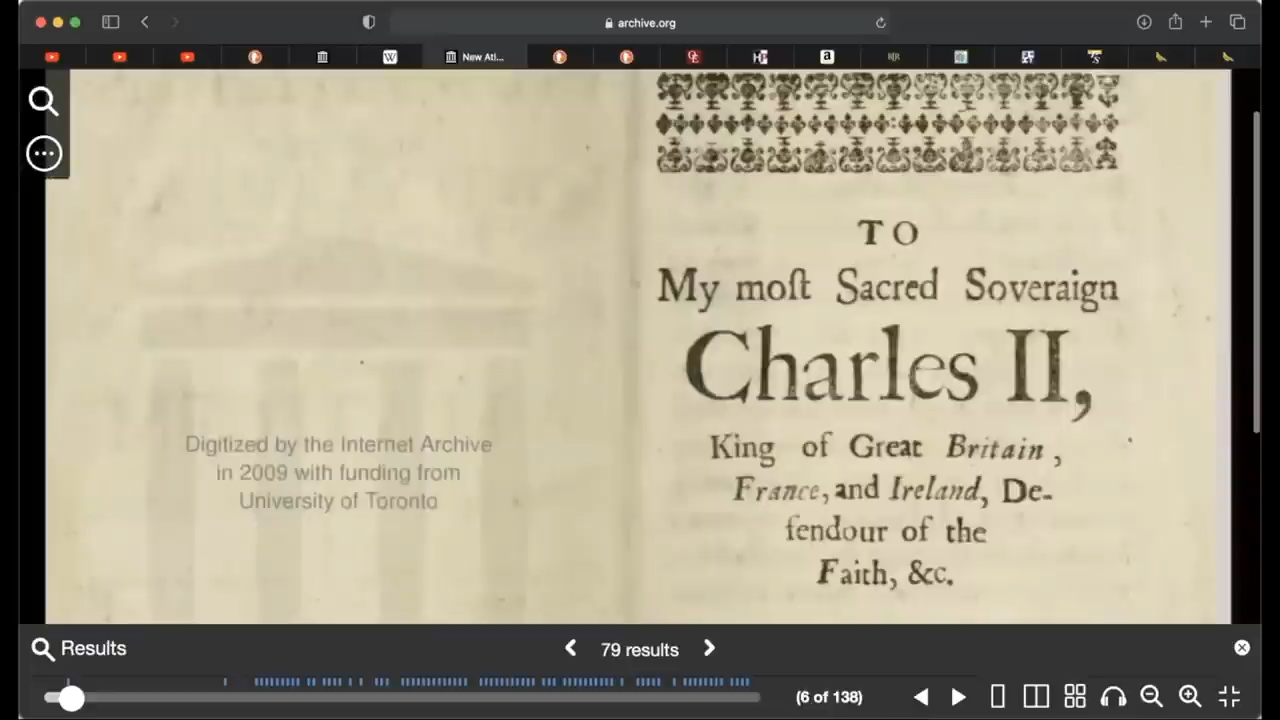 archive.org
W
New Atl...
a
TO
My moſt Sacred Soveraign
Charles II,
King of Great Britain,
France, and Ireland, De-
fendour of the
Faith, &c.
Digitized by the Internet Archive
in 2009 with funding from
University of Toronto
Results
79 results
(6 of 138)